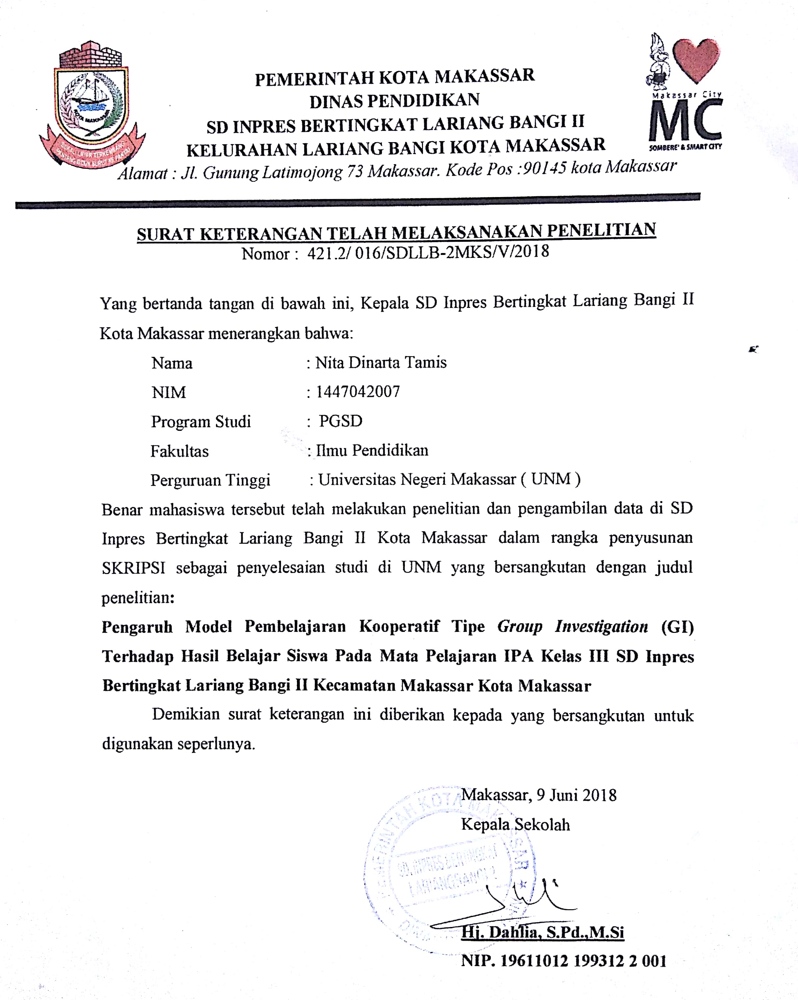 PEMERINTAH KOTA MAKASSAR
DINAS PENDIDIKAN
SD INPRES BERTINGKAT LARIANG BANGI II
KELURAHAN LARIANG BANGI KOTA MAKASSAR
Alamat : Jl. Gunung Latimojong 73 Makassar. Kode Pos :90145 kota Makassar
KOTA MAKASSAR
Makassar City
MC
SOMBERE' & SMART CITY
SURAT KETERANGAN TELAH MELAKSANAKAN PENELITIAN
Nomor : 421.2/ 016/SDLLB-2MKS/V/2018
Yang bertanda tangan di bawah ini, Kepala SD Inpres Bertingkat Lariang Bangi II
Kota Makassar menerangkan bahwa:
Nama : Nita Dinarta Tamis
NIM : 1447042007
Program Studi : PGSD
Fakultas : Ilmu Pendidikan
Perguruan Tinggi : Universitas Negeri Makassar ( UNM )
Benar mahasiswa tersebut telah melakukan penelitian dan pengambilan data di SD
Inpres Bertingkat Lariang Bangi II Kota Makassar dalam rangka penyusunan
SKRIPSI sebagai penyelesaian studi di UNM yang bersangkutan dengan judul
penelitian:
Pengaruh Model Pembelajaran Kooperatif Tipe Group Investigation (GI)
Terhadap Hasil Belajar Siswa Pada Mata Pelajaran IPA Kelas III SD Inpres
Bertingkat Lariang Bangi II Kecamatan Makassar Kota Makassar
Demikian surat keterangan ini diberikan kepada yang bersangkutan untuk
digunakan seperlunya.
Makassar, 9 Juni 2018
Kepala Sekolah
PEMERINTAH KOTA MAKASSAR
SD. INPRES BERTINGKAT
Hj. Dahlia, S.Pd.,M.Si
NIP. 19611012 199312 2 001